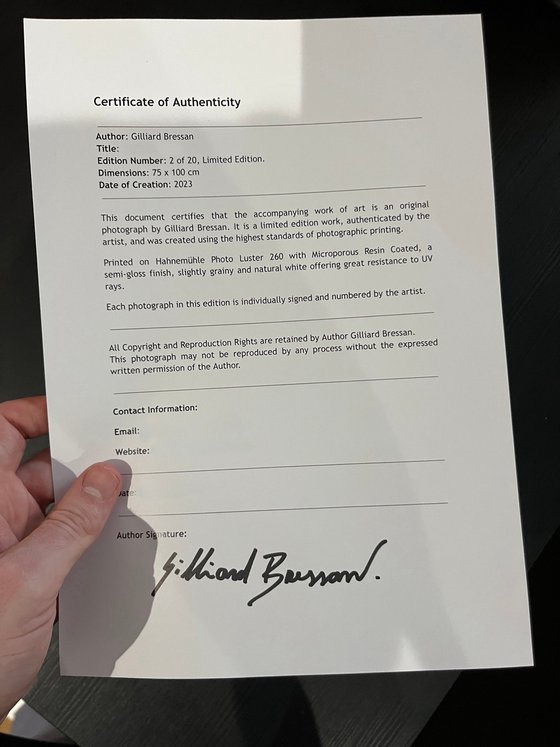 Certificate of Authenticity
Author: Gilliard Bressan
Title:
Edition Number: 2 of 20, Limited Edition.
Dimensions: 75 x 100 cm
Date of Creation: 2023
This document certifies that the accompanying work of art is an original
photograph by Gilliard Bressan. It is a limited edition work, authenticated by the
artist, and was created using the highest standards of photographic printing.
Printed on Hahnemühle Photo Luster 260 with Microporous Resin Coated, a
semi-gloss finish, slightly grainy and natural white offering great resistance to UV
rays.
Each photograph in this edition is individually signed and numbered by the artist.
All Copyright and Reproduction Rights are retained by Author Gilliard Bressan.
This photograph may not be reproduced by any process without the expressed
written permission of the Author.
Contact Information:
Email:
Website:
Date:
Author Signature:
Gilliard Bressan.